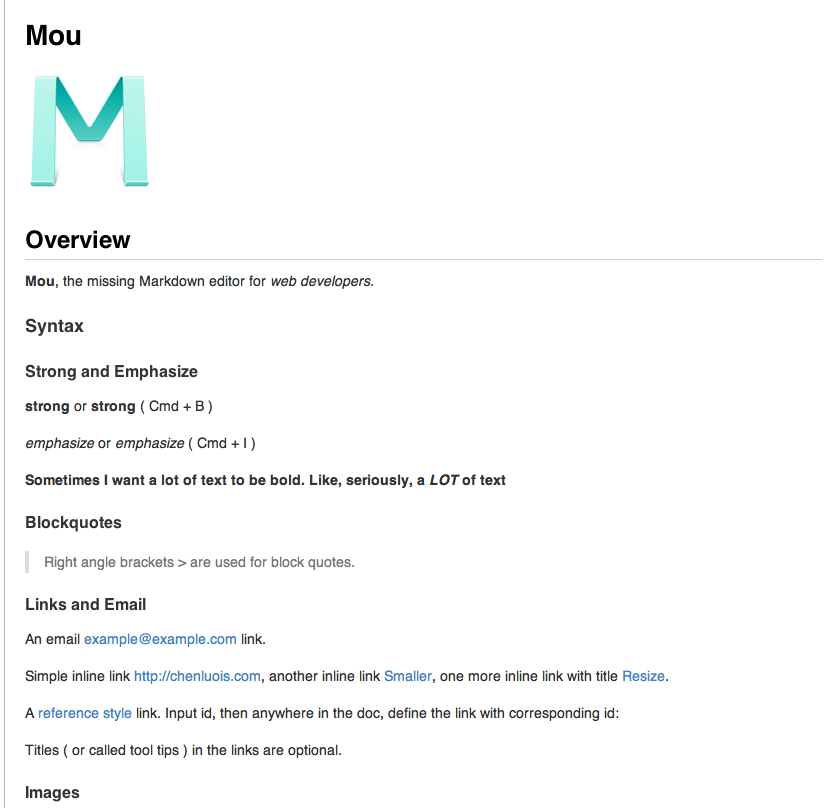 Mou
M
Overview
Mou, the missing Markdown editor for web developers.
Syntax
Strong and Emphasize
strong or strong ( Cmd + B )
emphasize or emphasize ( Cmd + I )
Sometimes I want a lot of text to be bold. Like, seriously, a LOT of text
Blockquotes
Right angle brackets > are used for block quotes.
Links and Email
An email example@example.com link.
Simple inline link http://chenluois.com, another inline link Smaller, one more inline link with title Resize.
A reference style link. Input id, then anywhere in the doc, define the link with corresponding id:
Titles ( or called tool tips ) in the links are optional.
Images